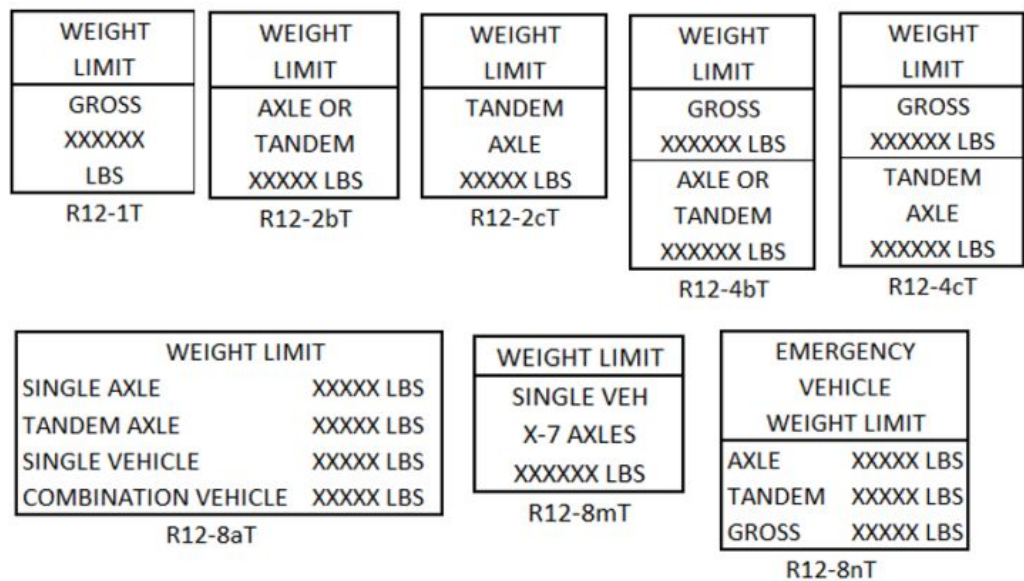 WEIGHT
LIMIT
GROSS
XXXXXX
LBS
R12-1T
WEIGHT
LIMIT
AXLE OR
TANDEM
XXXXX LBS
R12-2bT
WEIGHT
LIMIT
TANDEM
AXLE
XXXXX LBS
R12-2cT
WEIGHT
LIMIT
GROSS
XXXXXX LBS
AXLE OR
TANDEM
XXXXXX LBS
R12-4bT
WEIGHT
LIMIT
GROSS
XXXXXX LBS
TANDEM
AXLE
XXXXXX LBS
R12-4cT
WEIGHT LIMIT
SINGLE AXLE XXXXX LBS
TANDEM AXLE XXXXX LBS
SINGLE VEHICLE XXXXX LBS
COMBINATION VEHICLE XXXXX LBS
R12-8aT
WEIGHT LIMIT
SINGLE VEH
X-7 AXLES
XXXXXX LBS
R12-8mT
EMERGENCY
VEHICLE
WEIGHT LIMIT
AXLE XXXXX LBS
TANDEM XXXXX LBS
GROSS XXXXX LBS
R12-8nT